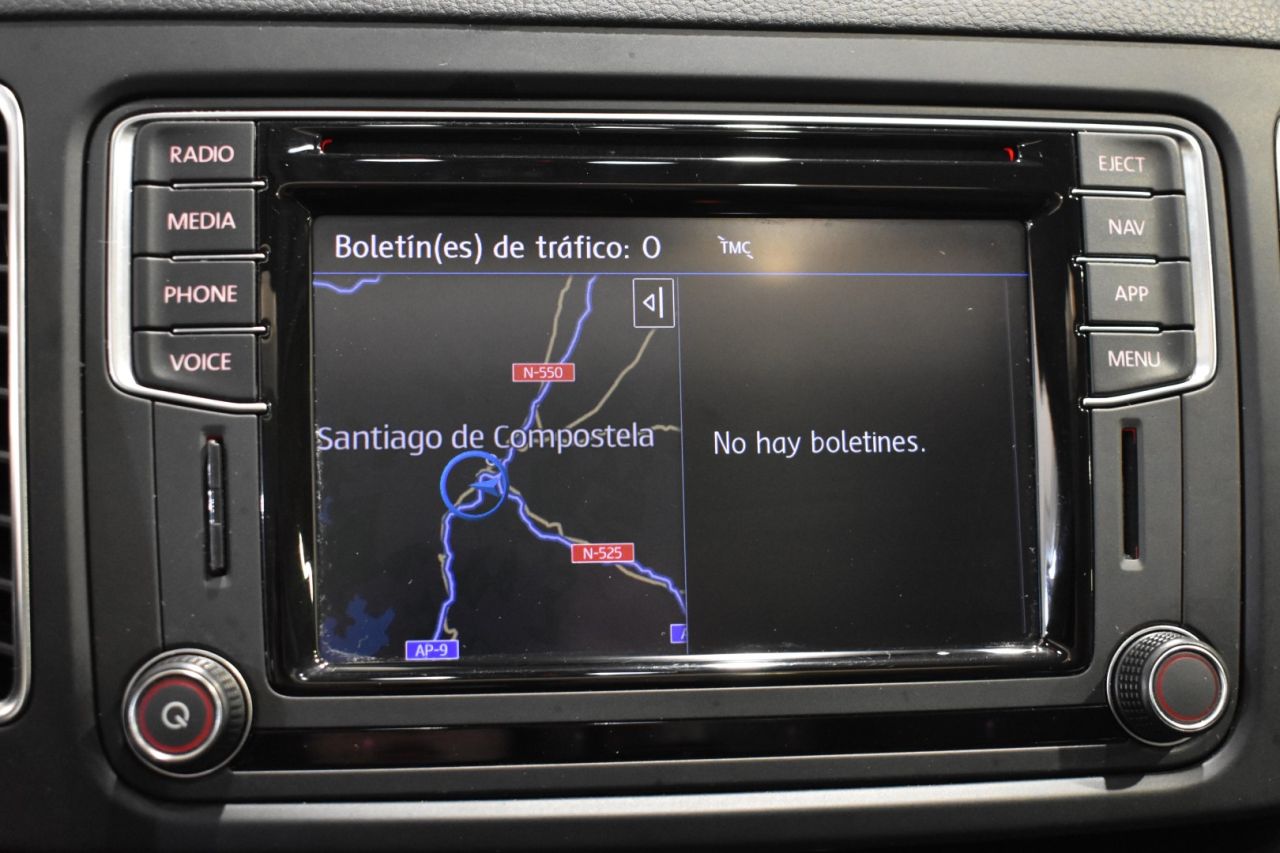 RADIO
MEDIA
PHONE
VOICE
EJECT
NAV
APP
MENU
Boletín(es) de tráfico: 0
TMC
N-550
Santiago de Compostela
N-525
AP-9
No hay boletines.